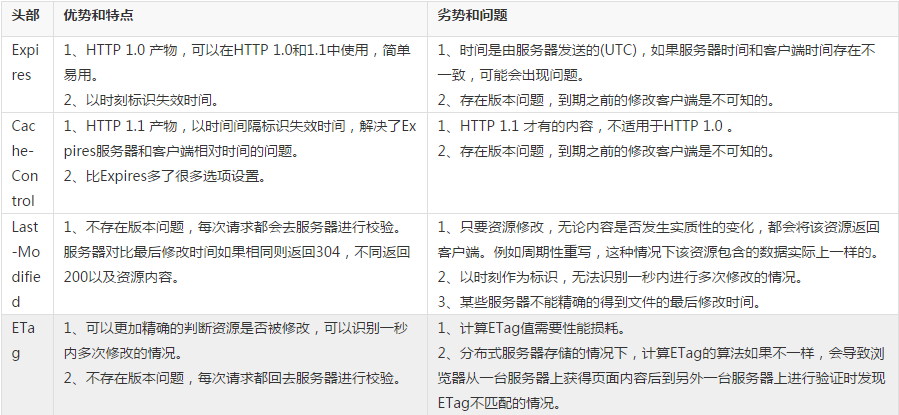 头部 优势和特点 劣势和问题
Expi
res
1、HTTP 1.0 产物，可以在HTTP 1.0和1.1中使用，简单
易用。
2、以时刻标识失效时间。
1、时间是由服务器发送的(UTC)，如果服务器时间和客户端时间存在不
一致，可能会出现问题。
2、存在版本问题，到期之前的修改客户端是不可知的。
Cac
he-
Con
trol
1、HTTP 1.1 产物，以时间间隔标识失效时间，解决了Ex
pires服务器和客户端相对时间的问题。
2、比Expires多了很多选项设置。
1、HTTP 1.1 才有的内容，不适用于HTTP 1.0 。
2、存在版本问题，到期之前的修改客户端是不可知的。
Last
-Mo
difie
d
1、不存在版本问题，每次请求都会去服务器进行校验。
服务器对比最后修改时间如果相同则返回304，不同返回
200以及资源内容。
1、只要资源修改，无论内容是否发生实质性的变化，都会将该资源返回
客户端。例如周期性重写，这种情况下该资源包含的数据实际上一样的。
2、以时刻作为标识，无法识别一秒内进行多次修改的情况。
3、某些服务器不能精确的得到文件的最后修改时间。
ETa
g
1、可以更加精确的判断资源是否被修改，可以识别一秒
内多次修改的情况。
2、不存在版本问题，每次请求都回去服务器进行校验。
1、计算ETag值需要性能损耗。
2、分布式服务器存储的情况下，计算ETag的算法如果不一样，会导致浏
览器从一台服务器上获得页面内容后到另外一台服务器上进行验证时发现
ETag不匹配的情况。